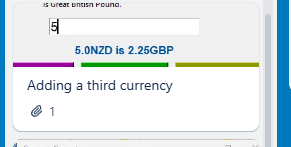 is Great British Pound.
5
5.0NZD is 2.25GBP
Adding a third currency
1